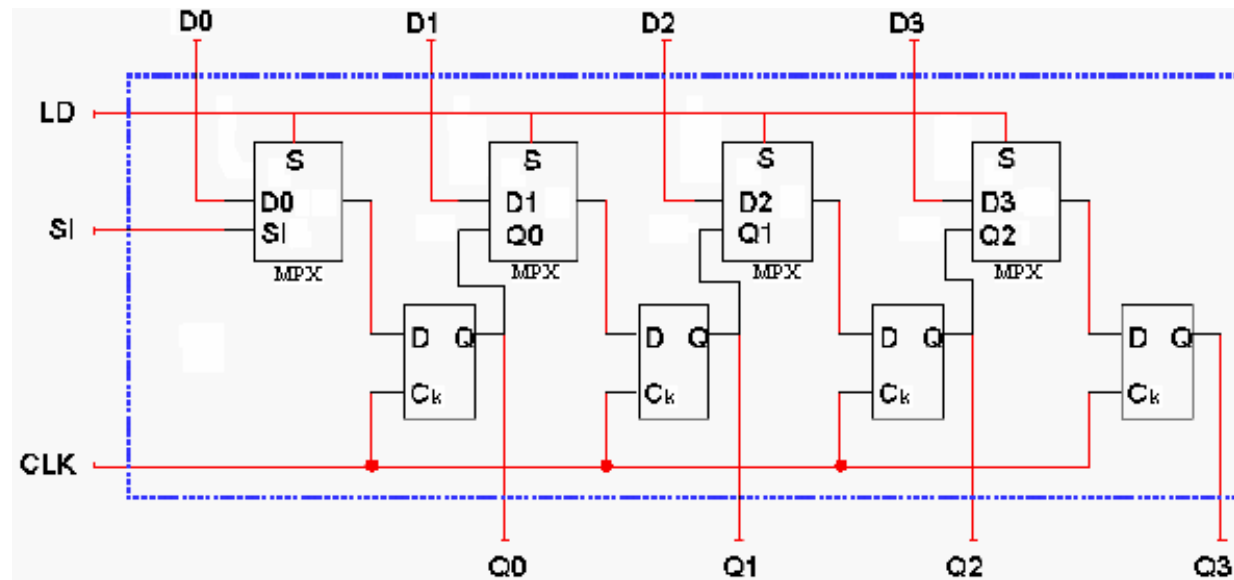 D0 D1 D2 D3
LD
S S S S
D0 D1 D2 D3
SI SI Q0 Q1 Q2
MPX MPX MPX MPX
D Q D Q D Q D Q
Ck Ck Ck Ck
CLK
Q0 Q1 Q2 Q3